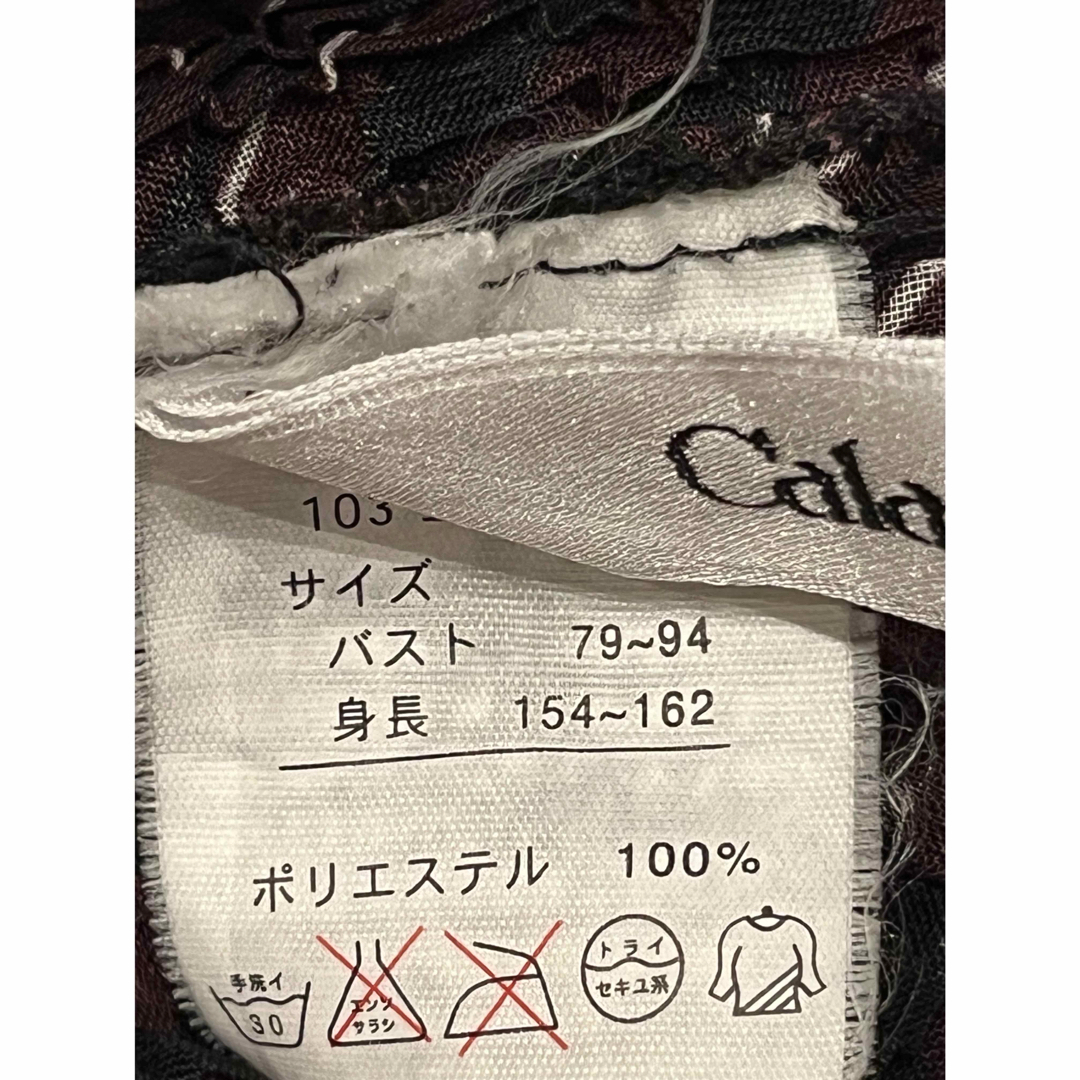 Cala
103
サイズ
バスト 79~94
身長 154~162
ポリエステル 100%
手洗イ
30
エンソ
サラシ
ドライ
セキユ系